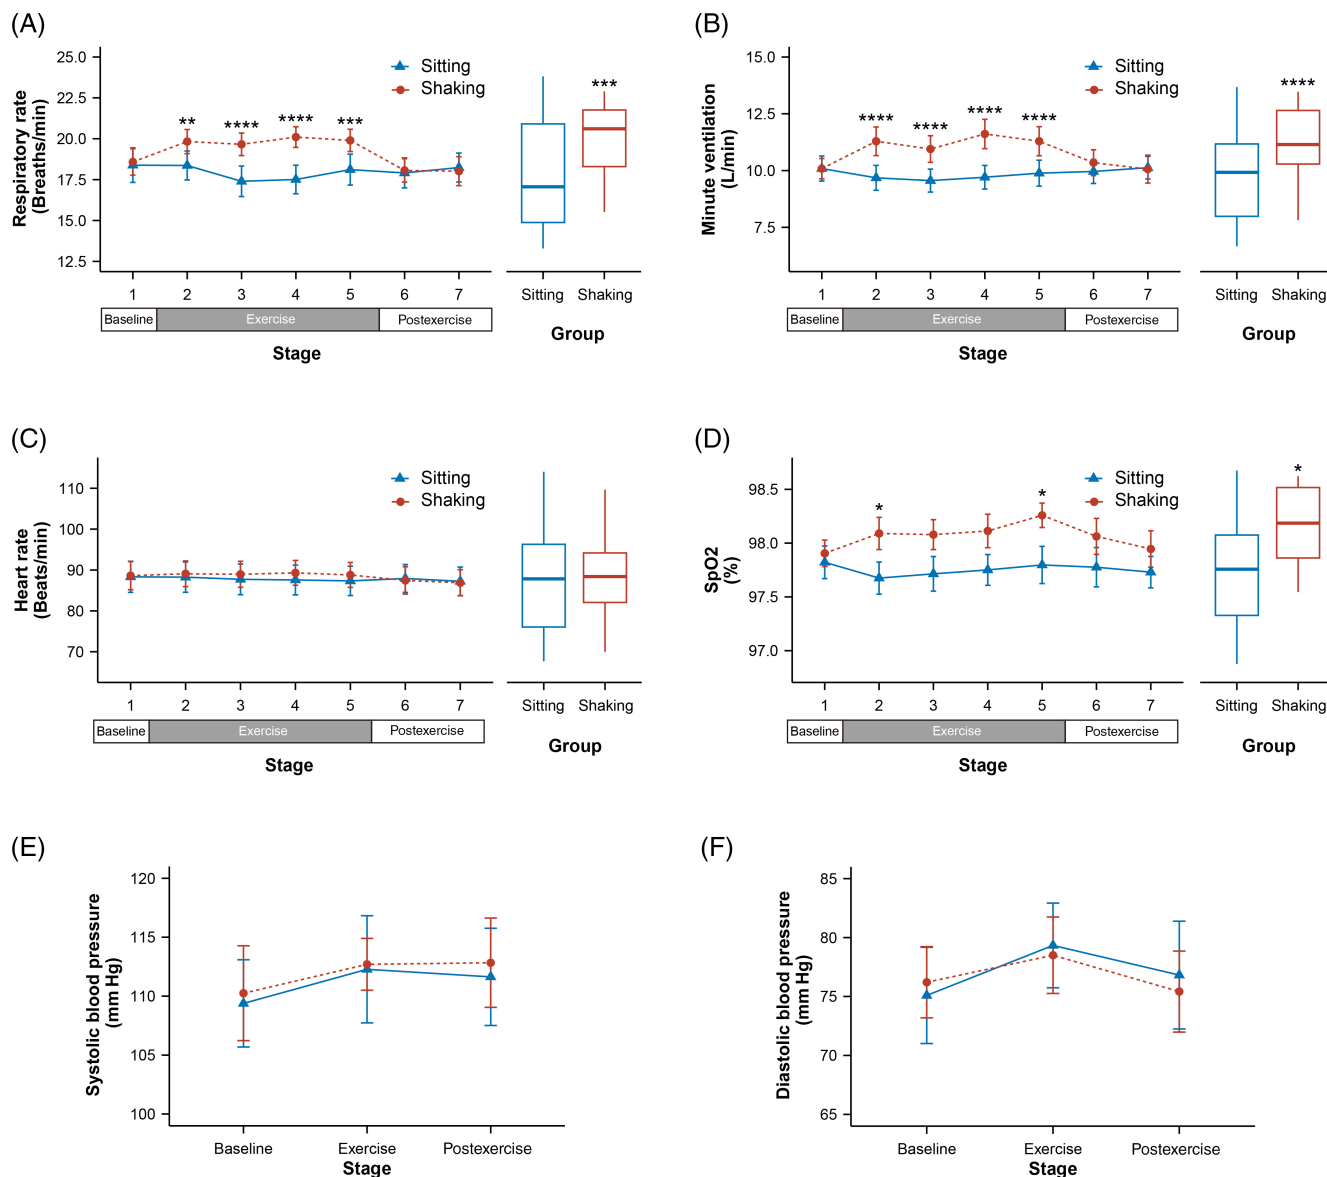 (A)
Respiratory rate
(Breaths/min)
25.0
22.5
20.0
17.5
15.0
12.5
Sitting
Shaking
** **** **** ***
***
1 2 3 4 5 6 7
Baseline Exercise Postexercise
Stage
Sitting Shaking
Group
(B)
Minute ventilation
(L/min)
15.0
12.5
10.0
7.5
Sitting
Shaking
**** **** **** ****
****
1 2 3 4 5 6 7
Baseline Exercise Postexercise
Stage
Sitting Shaking
Group
(C)
Heart rate
(Beats/min)
110
100
90
80
70
Sitting
Shaking
1 2 3 4 5 6 7
Baseline Exercise Postexercise
Stage
Sitting Shaking
Group
(D)
SpO2
(%)
98.5
98.0
97.5
97.0
Sitting
Shaking
* *
*
1 2 3 4 5 6 7
Baseline Exercise Postexercise
Stage
Sitting Shaking
Group
(E)
Systolic blood pressure
(mm Hg)
120
115
110
105
100
Baseline Exercise Postexercise
Stage
(F)
Diastolic blood pressure
(mm Hg)
85
80
75
70
65
Baseline Exercise Postexercise
Stage